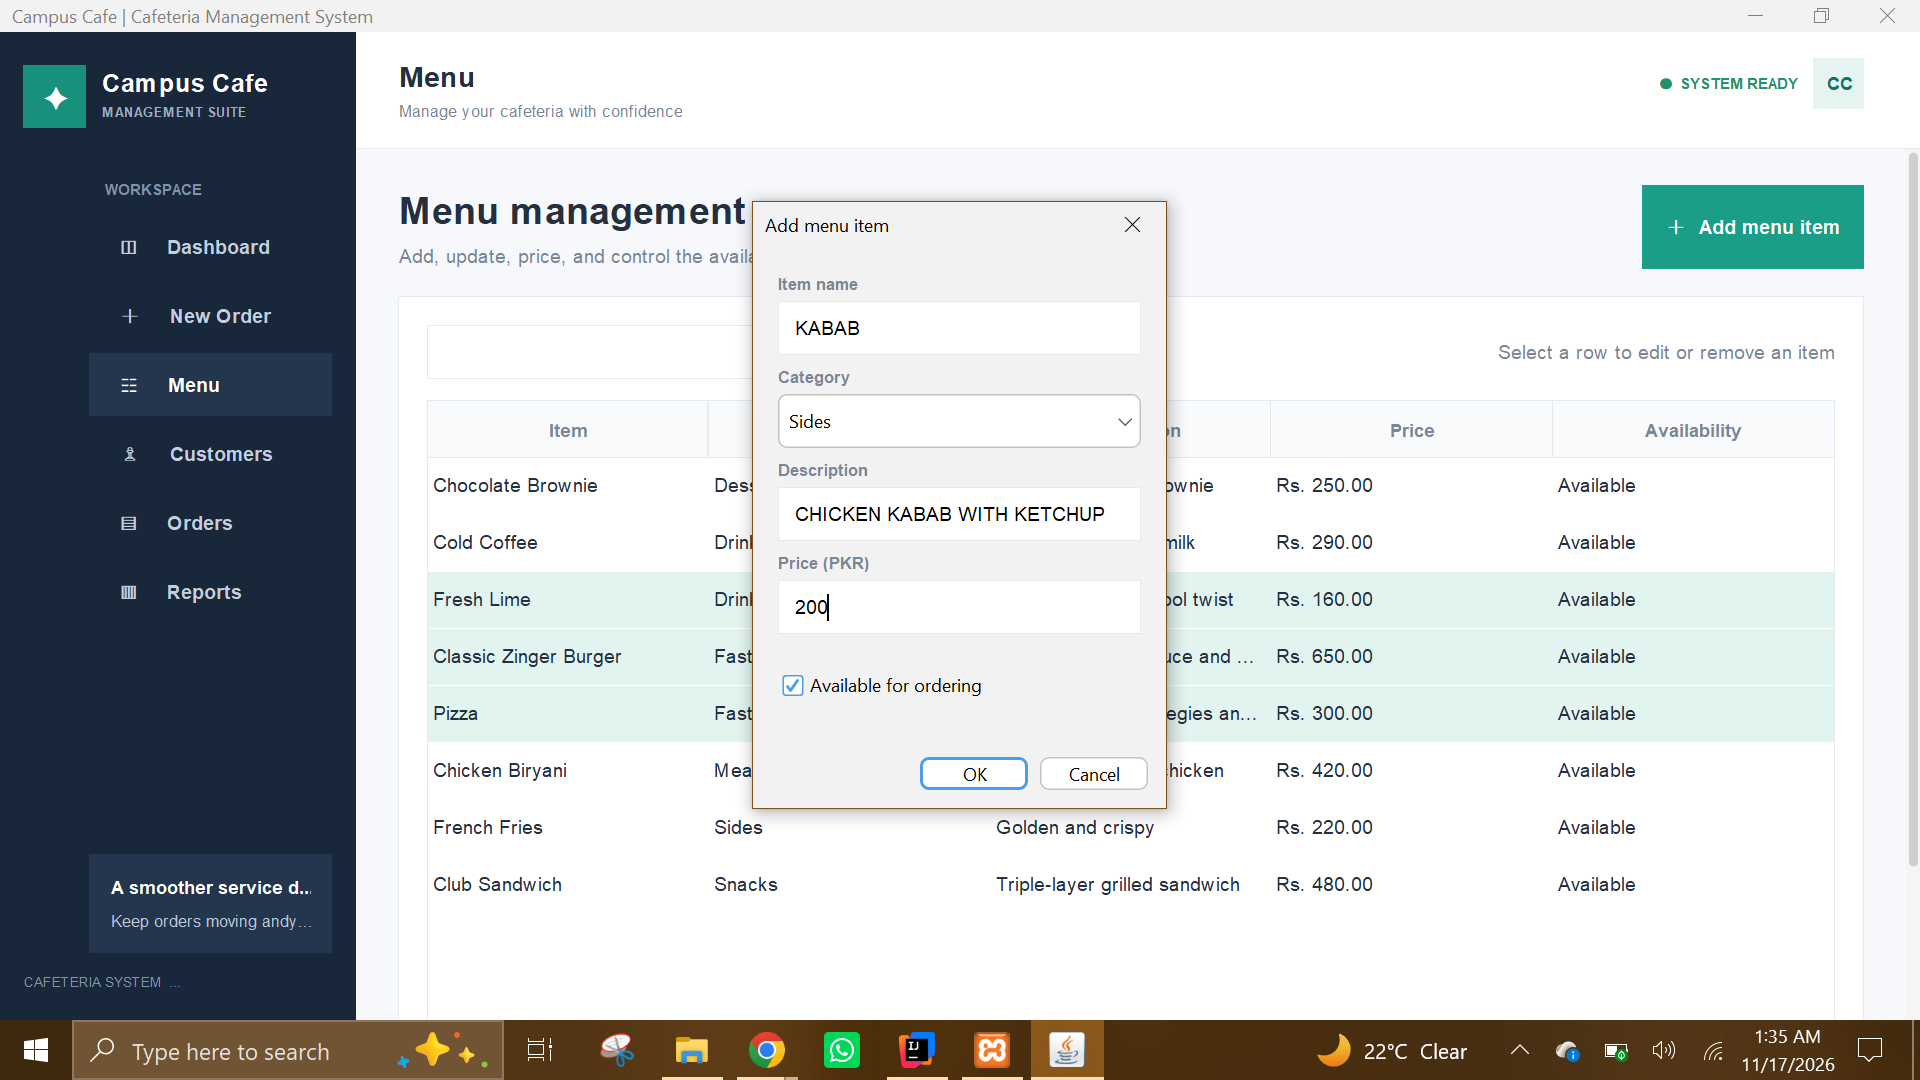 Campus Cafe | Cafeteria Management System
Campus Cafe
MANAGEMENT SUITE
WORKSPACE
Dashboard
New Order
Menu
Customers
Orders
Reports
A smoother service d...
Keep orders moving andy...
CAFETERIA SYSTEM ...
Menu
Manage your cafeteria with confidence
SYSTEM READY
CC
Menu management
Add, update, price, and control the availa
+ Add menu item
Select a row to edit or remove an item
Item on Price Availability
Chocolate Brownie Dess ownie Rs. 250.00 Available
Cold Coffee Drin milk Rs. 290.00 Available
Fresh Lime Drin ool twist Rs. 160.00 Available
Classic Zinger Burger Fast uce and ... Rs. 650.00 Available
Pizza Fast egies an... Rs. 300.00 Available
Chicken Biryani Mea hicken Rs. 420.00 Available
French Fries Sides Golden and crispy Rs. 220.00 Available
Club Sandwich Snacks Triple-layer grilled sandwich Rs. 480.00 Available
Add menu item
Item name
KABAB
Category
Sides
Description
CHICKEN KABAB WITH KETCHUP
Price (PKR)
200
Available for ordering
OK Cancel
Type here to search
22°C Clear
1:35 AM
11/17/2026